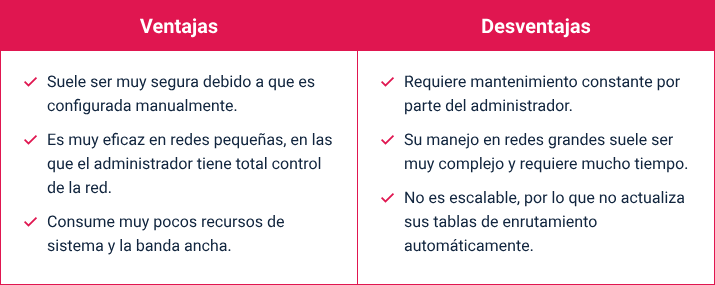 Ventajas
Suele ser muy segura debido a que es
configurada manualmente.
Es muy eficaz en redes pequeñas, en las
que el administrador tiene total control
de la red.
Consume muy pocos recursos de
sistema y la banda ancha.
Desventajas
Requiere mantenimiento constante por
parte del administrador.
Su manejo en redes grandes suele ser
muy complejo y requiere mucho tiempo.
No es escalable, por lo que no actualiza
sus tablas de enrutamiento
automáticamente.